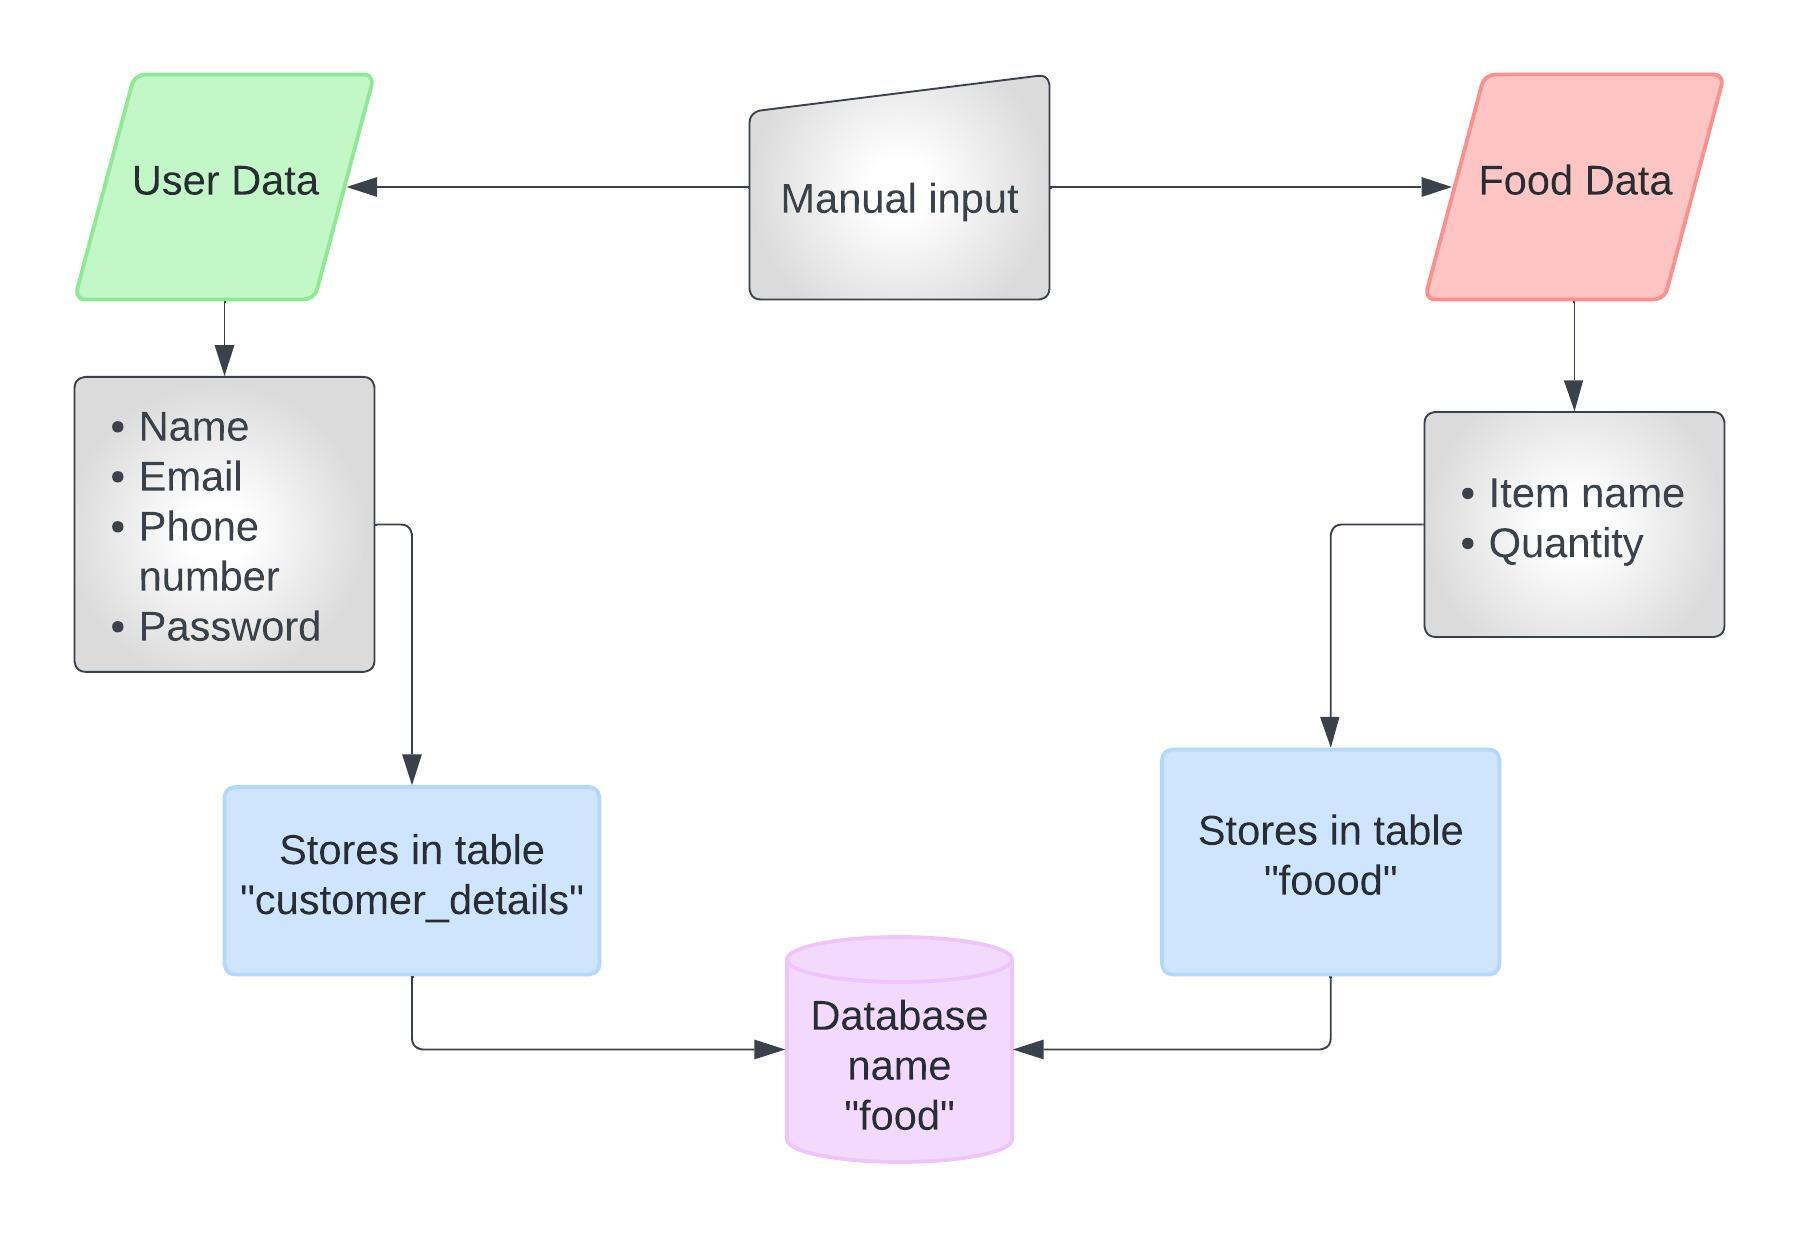 User Data
Manual input
Food Data
• Name
• Email
• Phone
number
• Password
• Item name
• Quantity
Stores in table
"customer_details"
Stores in table
"foood"
Database
name
"food"